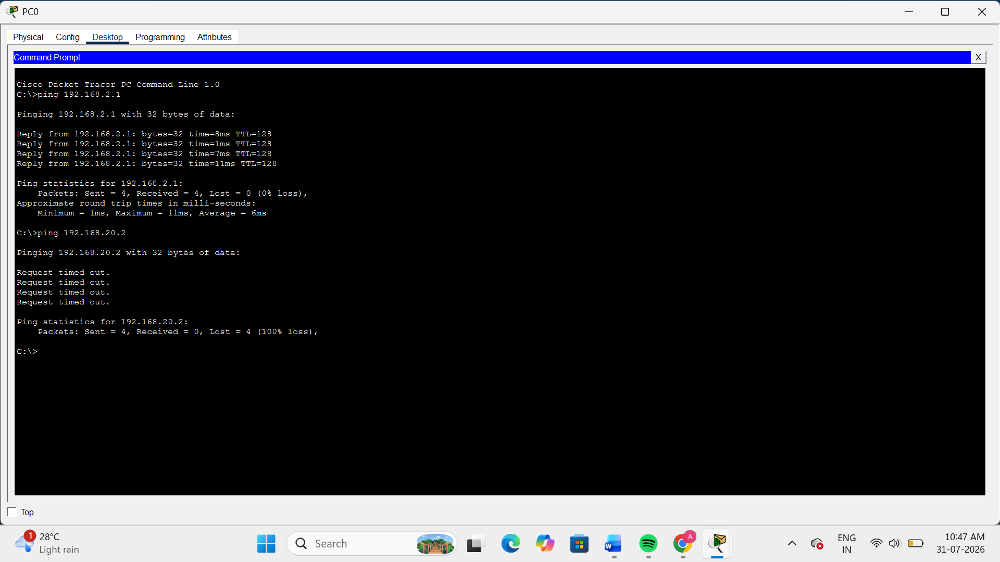 PC0
Physical Config Desktop Programming Attributes
Command Prompt X
Cisco Packet Tracer PC Command Line 1.0
C:\>ping 192.168.2.1
Pinging 192.168.2.1 with 32 bytes of data:
Reply from 192.168.2.1: bytes=32 time=8ms TTL=128
Reply from 192.168.2.1: bytes=32 time=1ms TTL=128
Reply from 192.168.2.1: bytes=32 time=7ms TTL=128
Reply from 192.168.2.1: bytes=32 time=11ms TTL=128
Ping statistics for 192.168.2.1:
    Packets: Sent = 4, Received = 4, Lost = 0 (0% loss),
Approximate round trip times in milli-seconds:
    Minimum = 1ms, Maximum = 11ms, Average = 6ms
C:\>ping 192.168.20.2
Pinging 192.168.20.2 with 32 bytes of data:
Request timed out.
Request timed out.
Request timed out.
Request timed out.
Ping statistics for 192.168.20.2:
    Packets: Sent = 4, Received = 0, Lost = 4 (100% loss),
C:\>
Top
1 28°C
Light rain
Search
W
A
ENG
IN
10:47 AM
31-07-2026